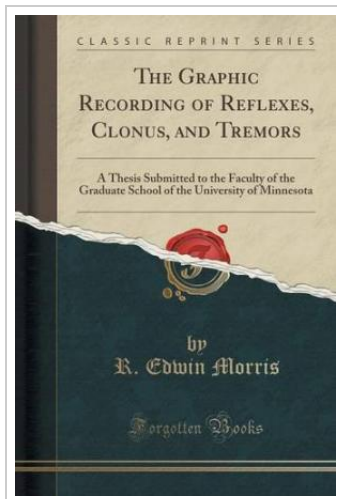 CLASSIC REPRINT SERIES
THE GRAPHIC
RECORDING OF REFLEXES,
CLONUS, AND TREMORS
A Thesis Submitted to the Faculty of the
Graduate School of the University of Minnesota
by
R. Edwin Morris
Forgotten Books